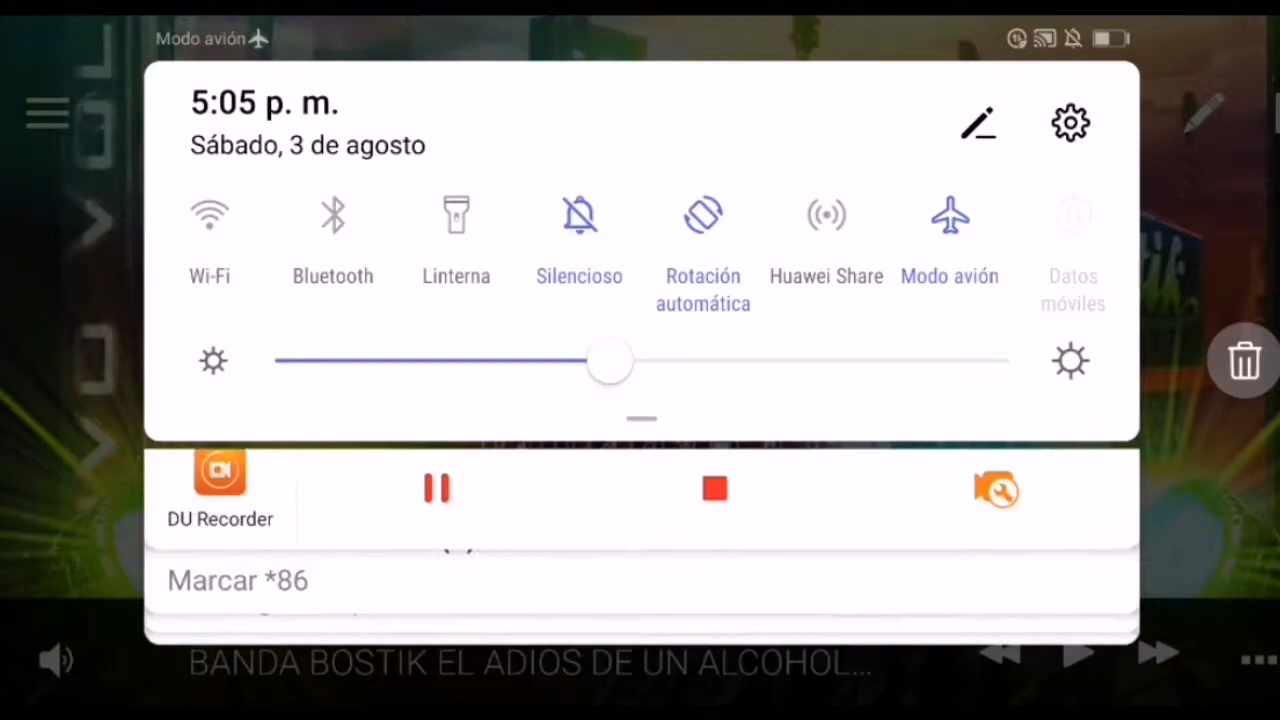 Modo avión
5:05 p. m.
Sábado, 3 de agosto
Wi-Fi
Bluetooth
Linterna
Silencioso
Rotación
automática
Huawei Share
Modo avión
Datos
móviles
DU Recorder
Marcar *86
BANDA BOSTIK EL ADIOS DE UN ALCOHOL...